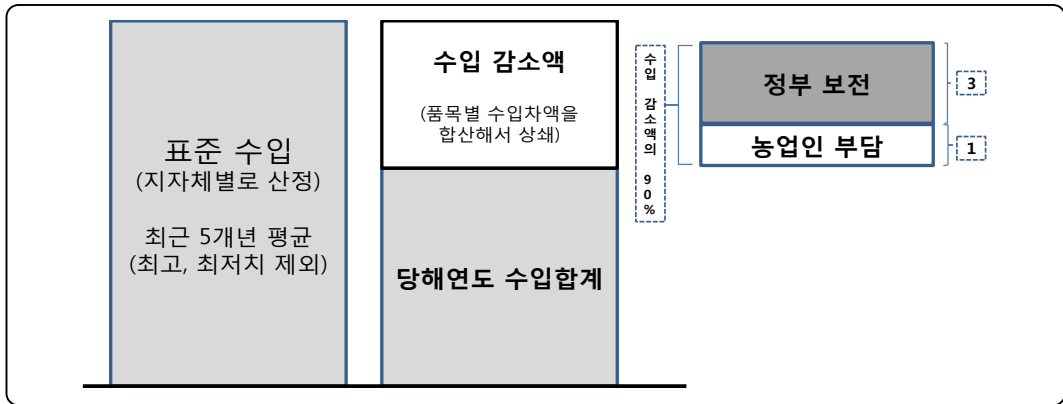 표준 수입
(지자체별로 산정)
최근 5개년 평균
(최고, 최저치 제외)
수입 감소액
(품목별 수입차액을
합산해서 상쇄)
당해연도 수입합계
수입 감소액의 90%
정부 보전
농업인 부담
3
1